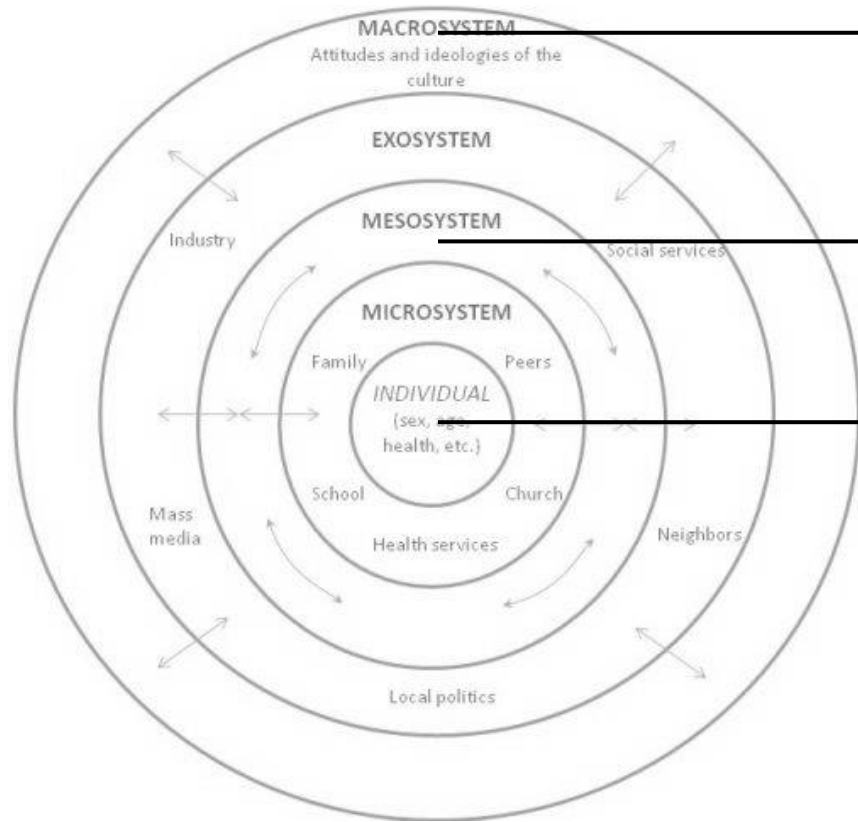 MACROSYSTEM
Attitudes and ideologies of the
culture
EXOSYSTEM
MESOSYSTEM
Industry
Social services
MICROSYSTEM
Family
Peers
INDIVIDUAL
(sex, age,
health, etc.)
School
Church
Mass
media
Health services
Neighbors
Local politics